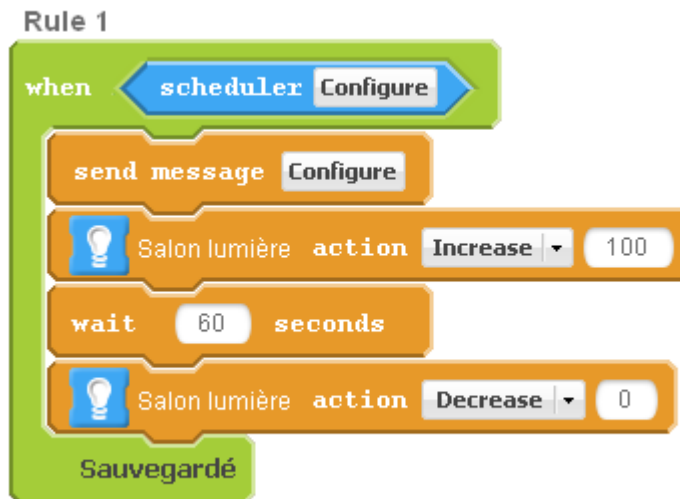 Rule 1
when scheduler Configure
send message Configure
Salon lumière action Increase 100
wait 60 seconds
Salon lumière action Decrease 0
Sauvegardé